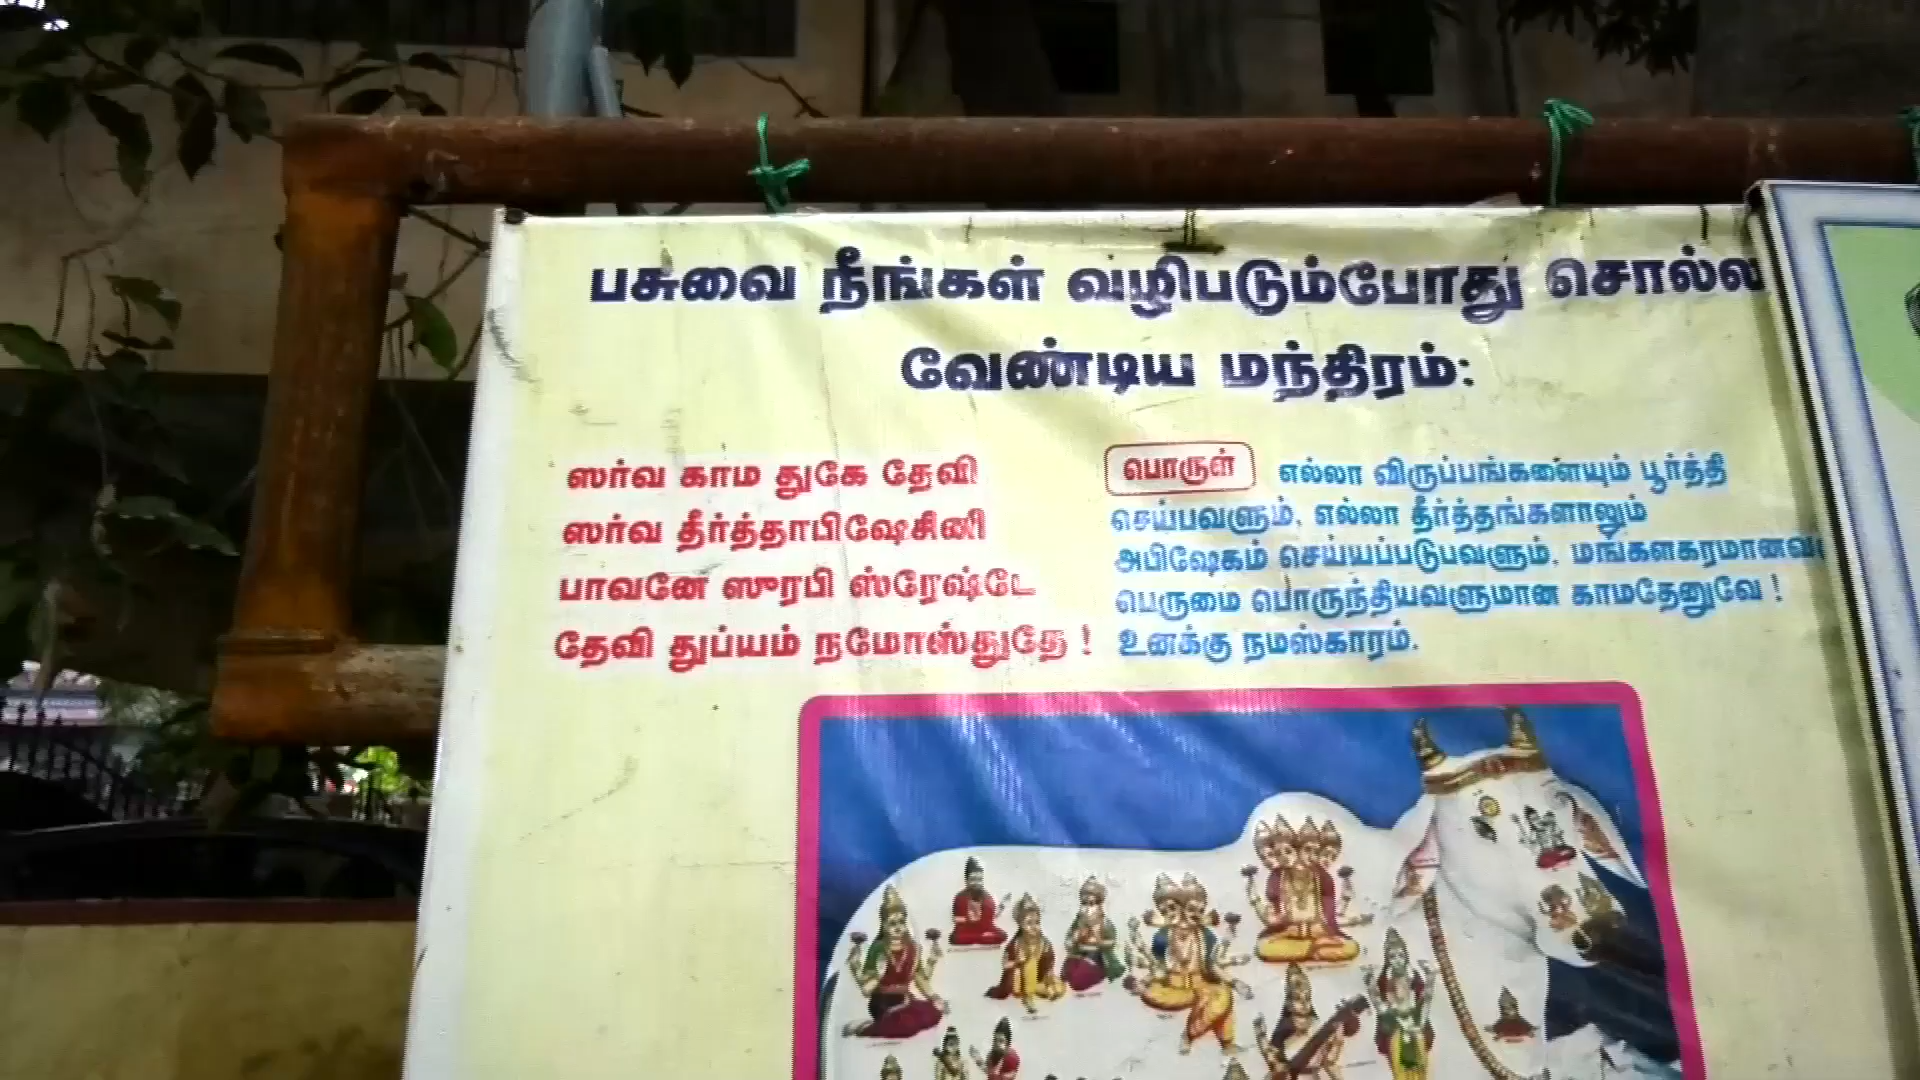 பசுவை நீங்கள் வழிபடும்போது சொல்ல
வேண்டிய மந்திரம்:
ஸர்வ காம துகே தேவி
ஸர்வ தீர்த்தாபிஷேசினி
பாவனே ஸுரபி ஸ்ரேஷ்டே
தேவி துப்யம் நமோஸ்துதே !
பொருள் எல்லா விருப்பங்களையும் பூர்த்தி
செய்பவளும், எல்லா தீர்த்தங்களாலும்
அபிஷேகம் செய்யப்படுபவளும், மங்களகரமானவ
பெருமை பொருந்தியவளுமான காமதேனுவே !
உனக்கு நமஸ்காரம்.